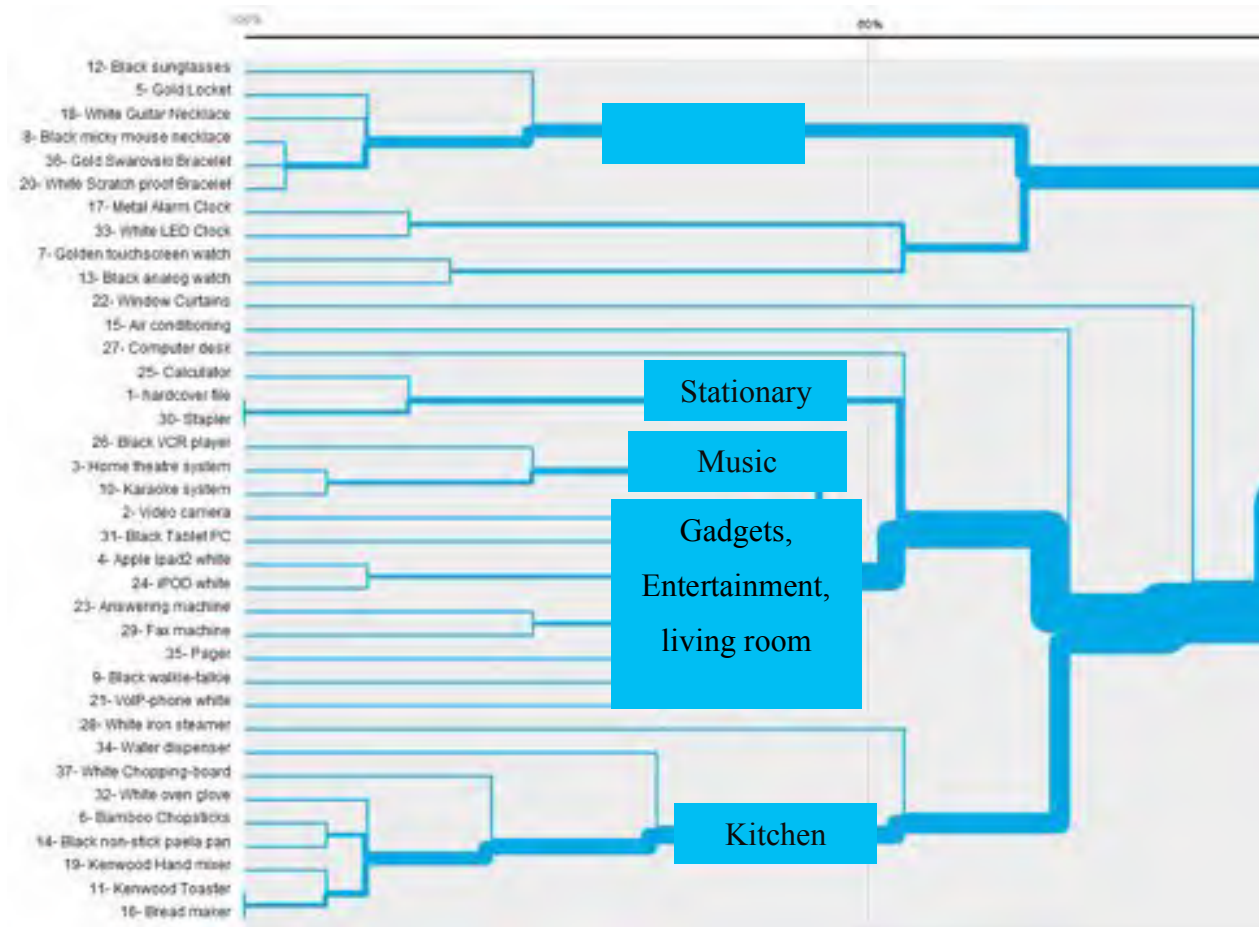 100%
60%
12- Black sunglasses
5- Gold Locket
18- White Guitar Necklace
8- Black micky mouse necklace
36- Gold Swarovski Bracelet
20- White Scratch proof Bracelet
17- Metal Alarm Clock
33- White LED Clock
7- Golden touchscreen watch
13- Black analog watch
22- Window Curtains
15- Air conditioning
27- Computer desk
25- Calculator
1- hardcover file
30- Stapler
26- Black VCR player
3- Home theatre system
10- Karaoke system
2- Video camera
31- Black Tablet PC
4- Apple Ipad2 white
24- iPOD white
23- Answering machine
29- Fax machine
35- Pager
9- Black walkie-talkie
21- VoIP-phone white
28- White iron steamer
34- Water dispenser
37- White Chopping-board
32- White oven glove
6- Bamboo Chopsticks
14- Black non-stick paela pan
19- Kenwood Hand mixer
11- Kenwood Toaster
16- Bread maker
Stationary
Music
Gadgets,
Entertainment,
living room
Kitchen